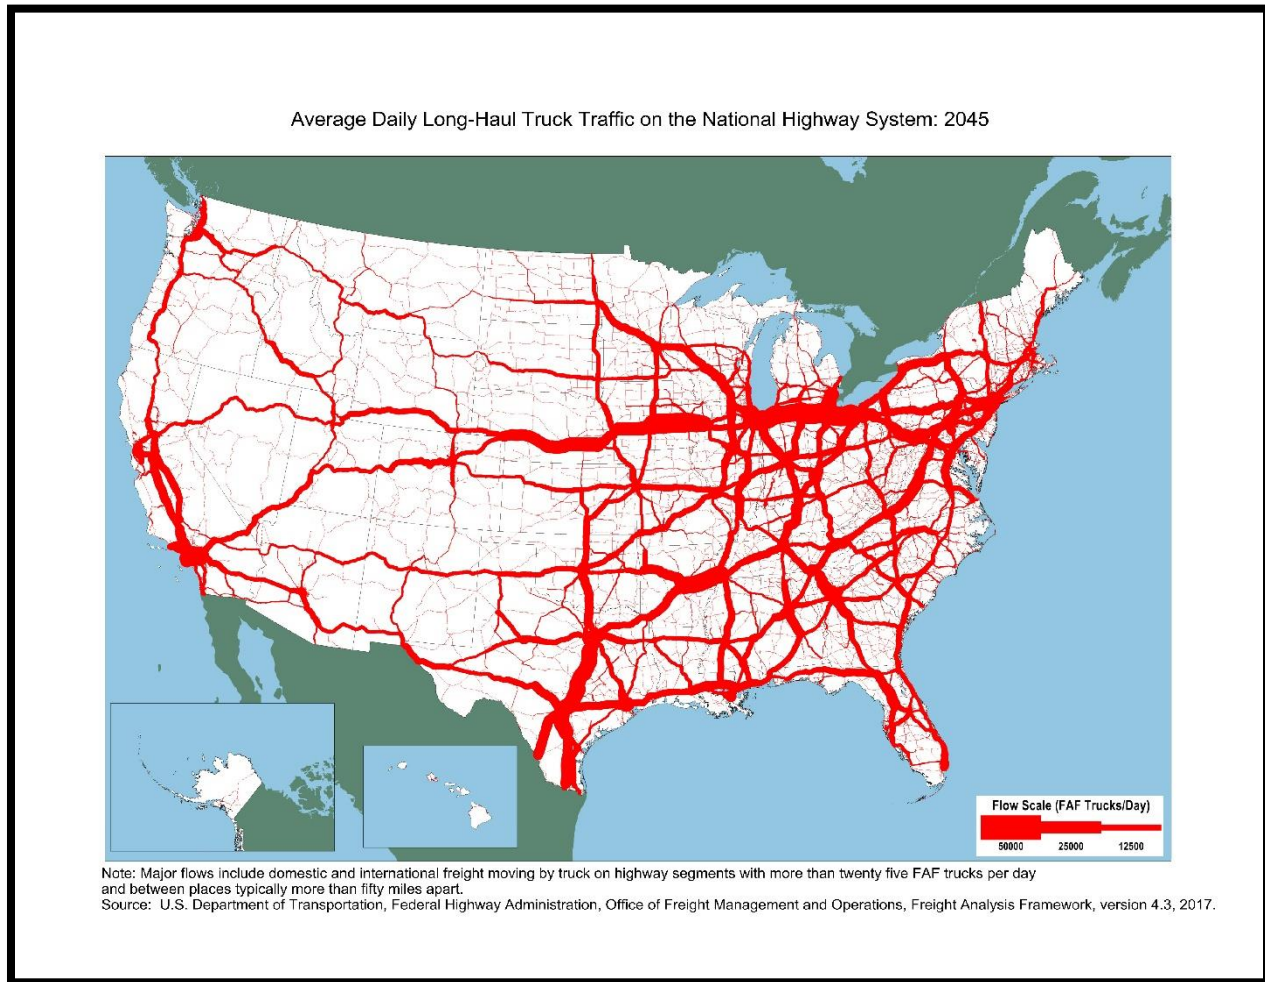 Average Daily Long-Haul Truck Traffic on the National Highway System: 2045
Flow Scale (FAF Trucks/Day)
50000 25000 12500
Note: Major flows include domestic and international freight moving by truck on highway segments with more than twenty five FAF trucks per day
and between places typically more than fifty miles apart.
Source: U.S. Department of Transportation, Federal Highway Administration, Office of Freight Management and Operations, Freight Analysis Framework, version 4.3, 2017.